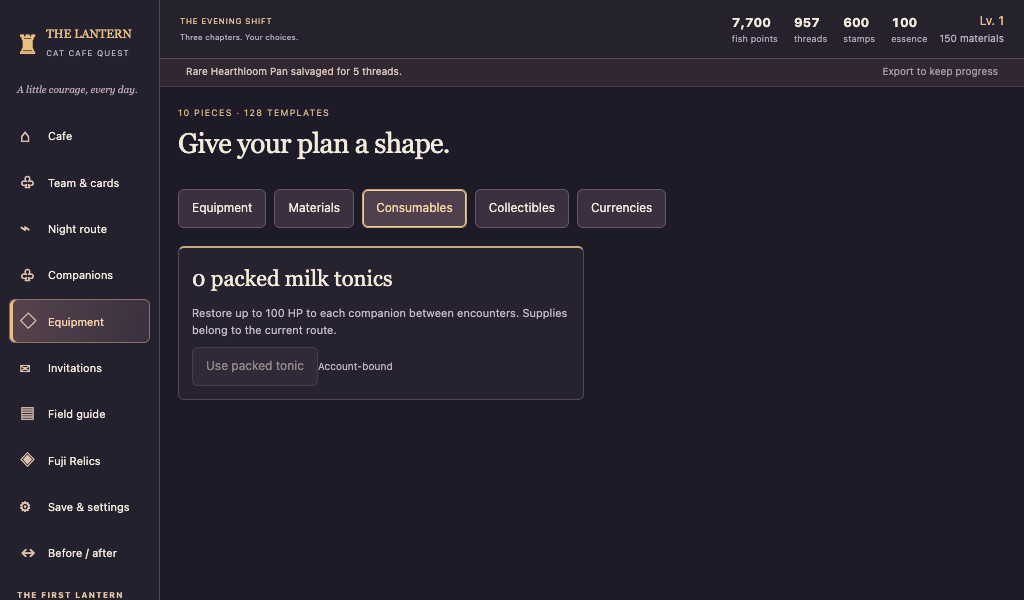 THE LANTERN
CAT CAFE QUEST
A little courage, every day.
Cafe
Team & cards
Night route
Companions
Equipment
Invitations
Field guide
Fuji Relics
Save & settings
Before / after
THE FIRST LANTERN
THE EVENING SHIFT
Three chapters. Your choices.
7,700
fish points
957
threads
600
stamps
100
essence
Lv. 1
150 materials
Rare Hearthloom Pan salvaged for 5 threads.
Export to keep progress
10 PIECES · 128 TEMPLATES
Give your plan a shape.
Equipment
Materials
Consumables
Collectibles
Currencies
0 packed milk tonics
Restore up to 100 HP to each companion between encounters. Supplies
belong to the current route.
Use packed tonic
Account-bound